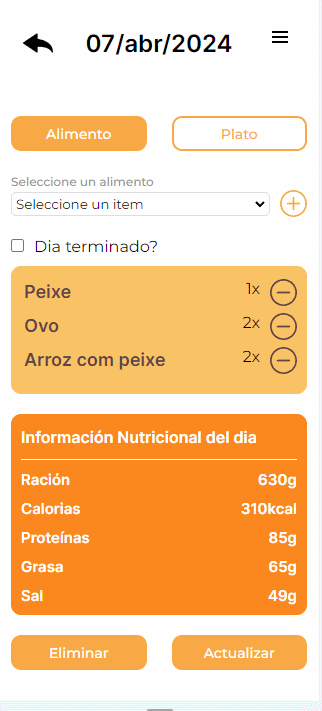 07/abr/2024
Alimento Plato
Seleccione un alimento
Seleccione un item
Dia terminado?
Peixe 1x
Ovo 2x
Arroz com peixe 2x
Información Nutricional del dia
Ración 630g
Calorias 310kcal
Proteínas 85g
Grasa 65g
Sal 49g
Eliminar Actualizar